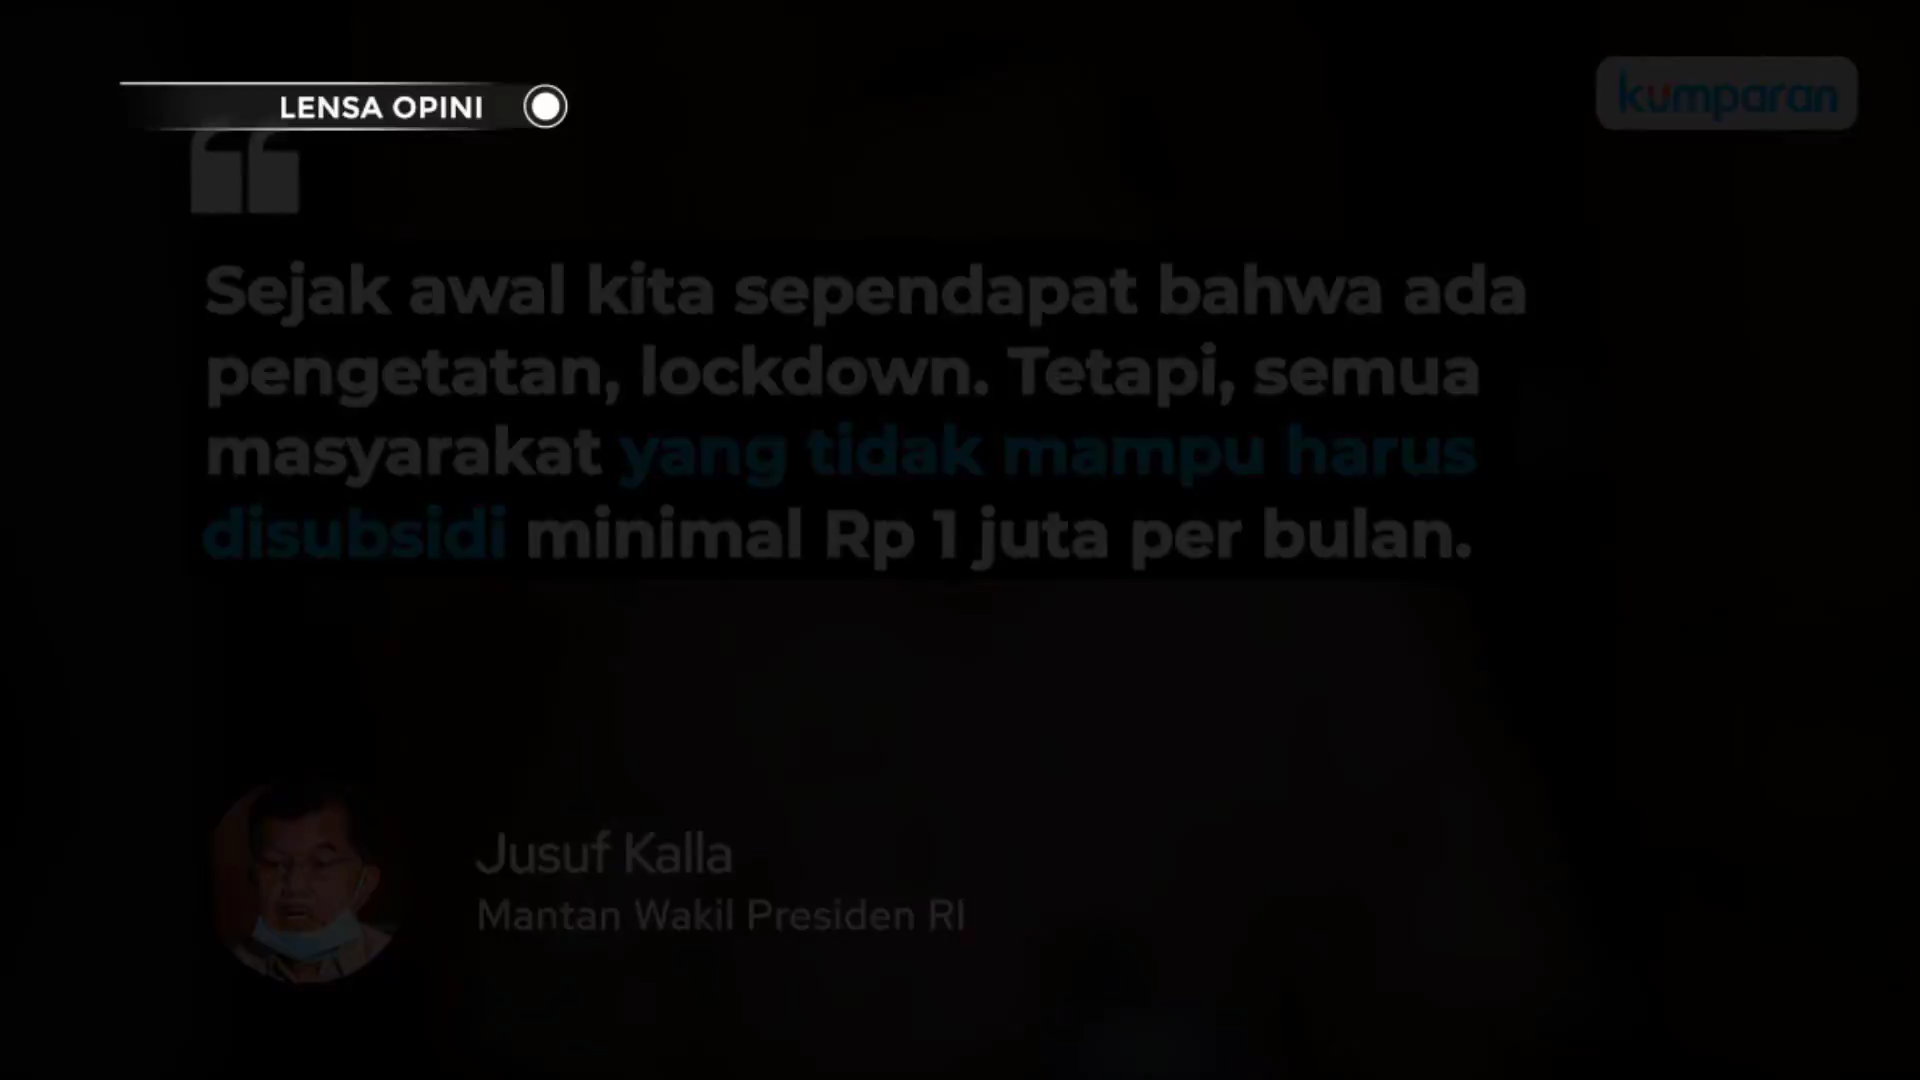 LENSA OPINI
kumparan
Sejak awal kita sependapat bahwa ada
pengetatan, lockdown. Tetapi, semua
masyarakat yang tidak mampu harus
disubsidi minimal Rp 1 juta per bulan.
Jusuf Kalla
Mantan Wakil Presiden RI